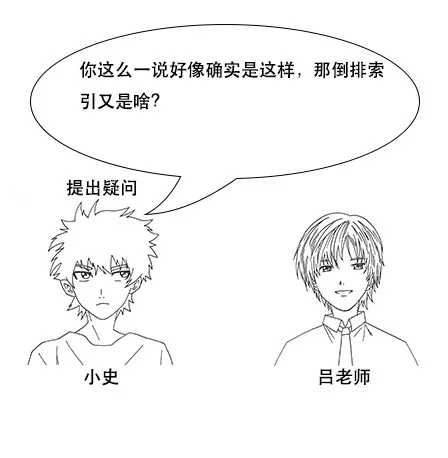 你这么一说好像确实是这样，那倒排索
引又是啥？
提出疑问
小史
吕老师